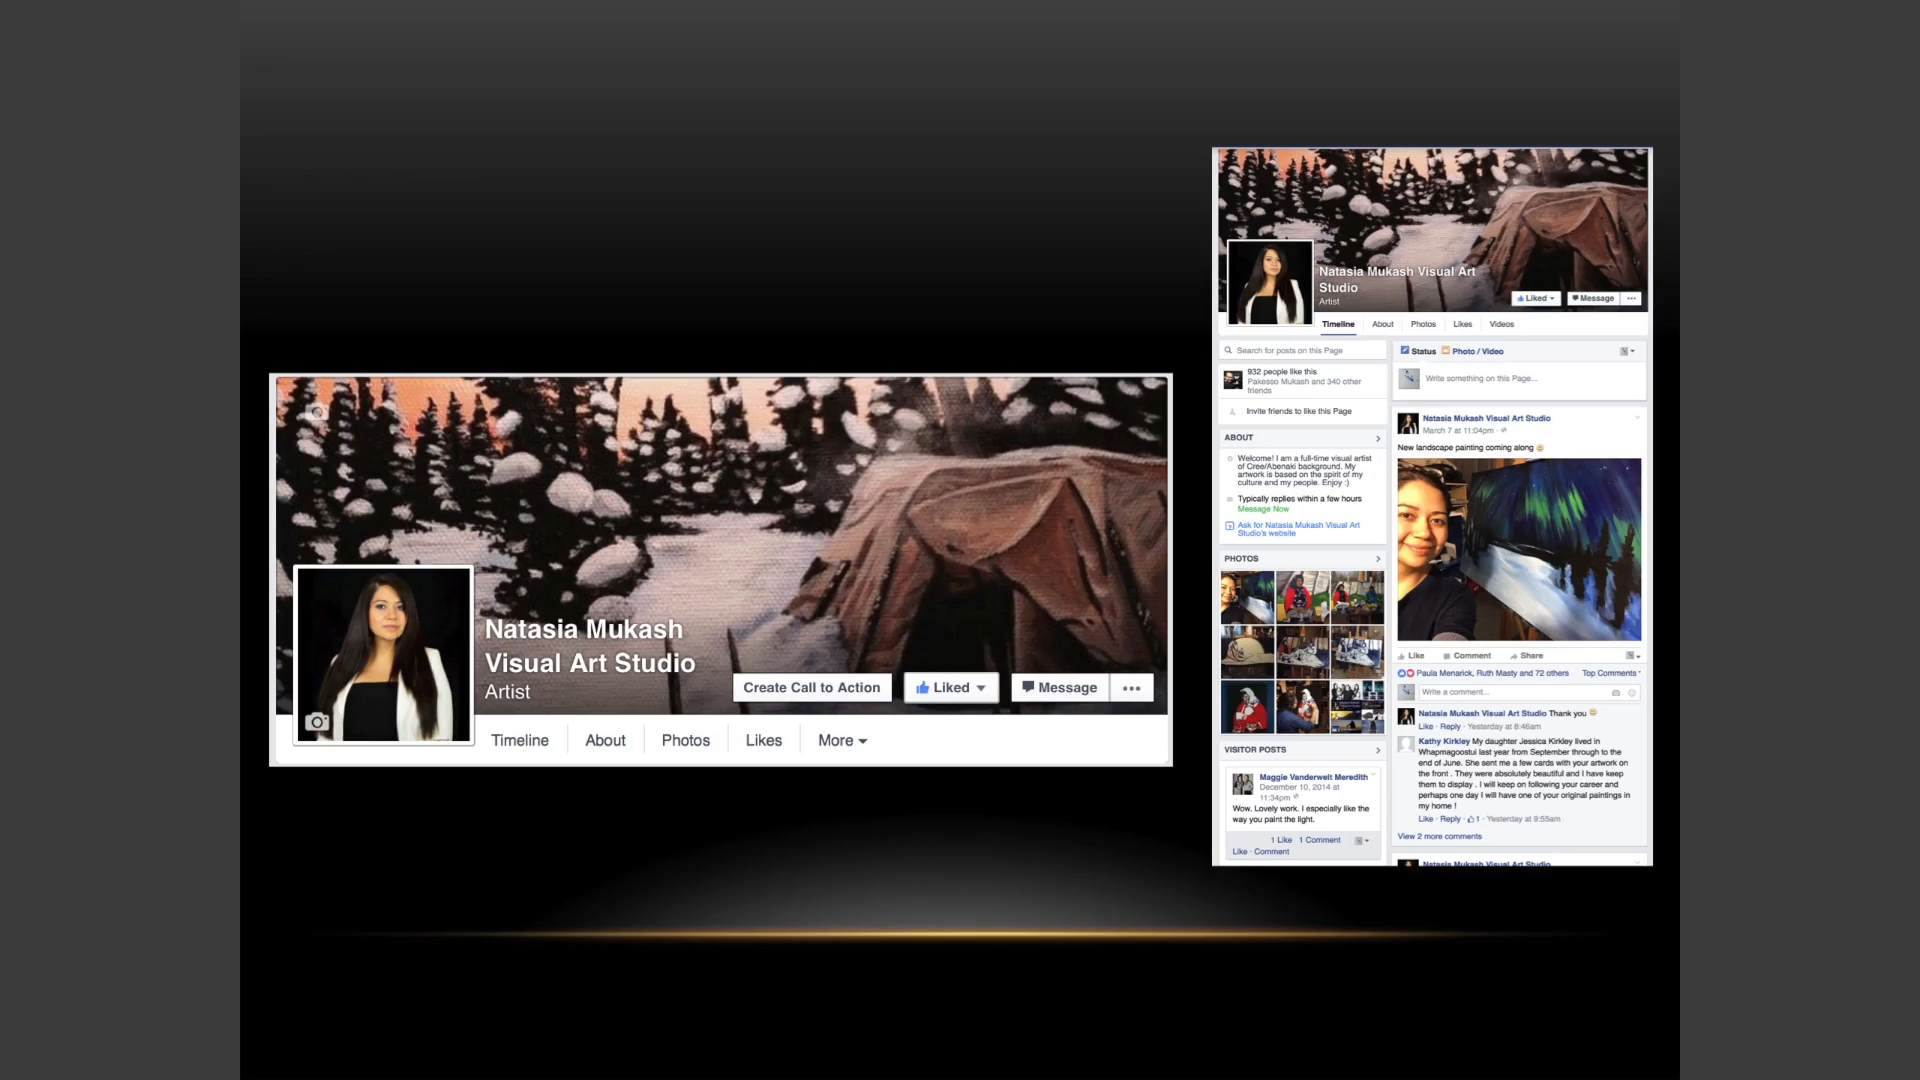 Natasia Mukash
Visual Art Studio
Artist
Create Call to Action
Liked
Message
Timeline
About
Photos
Likes
More
Natasia Mukash Visual Art
Studio
Artist
Liked
Message
Timeline
About
Photos
Likes
Videos
Search for posts on this Page
932 people like this
Pakesso Mukash and 340 other
friends
Invite friends to like this Page
ABOUT
Welcome! I am a full-time visual artist
of Cree/Abenaki background. My
artwork is based on the spirit of my
culture and my people. Enjoy :)
Typically replies within a few hours
Message Now
Ask for Natasia Mukash Visual Art
Studio's website
PHOTOS
VISITOR POSTS
Maggie Vanderweit Meredith
December 10, 2014 at
11:34pm
Wow. Lovely work. I especially like the
way you paint the light.
1 Like 1 Comment
Like · Comment
Status
Photo / Video
Write something on this Page...
Natasia Mukash Visual Art Studio
March 7 at 11:04pm ·
New landscape painting coming along
Like
Comment
Share
Paula Menarick, Ruth Masty and 72 others
Top Comments
Write a comment...
Natasia Mukash Visual Art Studio Thank you
Like · Reply · Yesterday at 8:46am
Kathy Kirkley My daughter Jessica Kirkley lived in
Whapmagoostui last year from September through to the
end of June. She sent me a few cards with your artwork on
the front . They were absolutely beautiful and I have keep
them to display . I will keep on following your career and
perhaps one day I will have one of your original paintings in
my home !
Like · Reply · 1 · Yesterday at 9:55am
View 2 more comments
Natasia Mukash Visual Art Studio